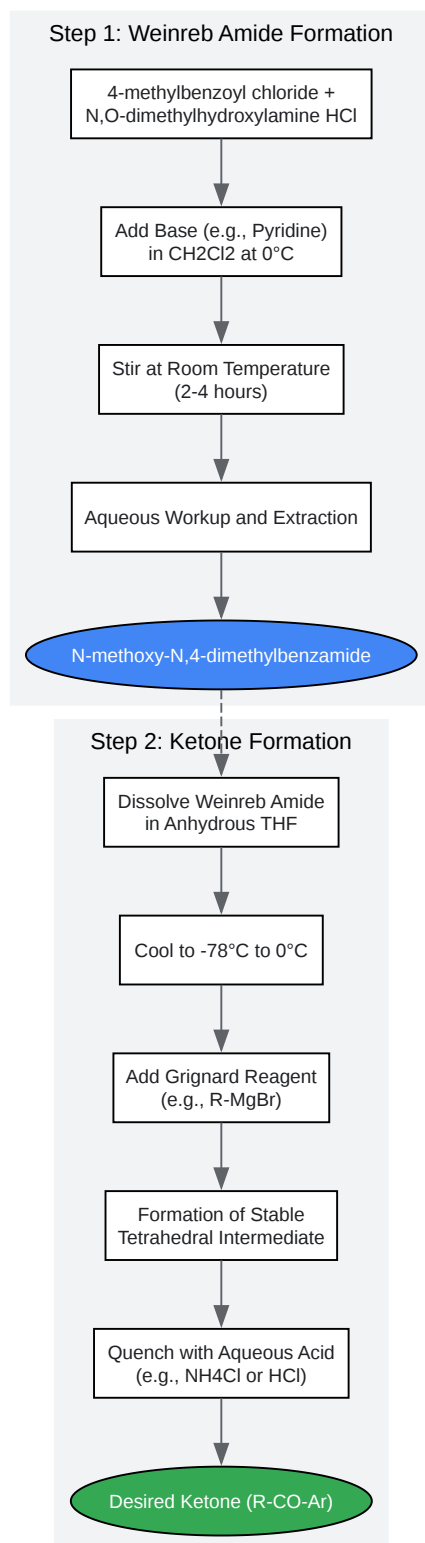 Step 1: Weinreb Amide Formation
4-methylbenzoyl chloride +
N,O-dimethylhydroxylamine HCl
Add Base (e.g., Pyridine)
in CH2Cl2 at 0°C
Stir at Room Temperature
(2-4 hours)
Aqueous Workup and Extraction
N-methoxy-N,4-dimethylbenzamide
Step 2: Ketone Formation
Dissolve Weinreb Amide
in Anhydrous THF
Cool to -78°C to 0°C
Add Grignard Reagent
(e.g., R-MgBr)
Formation of Stable
Tetrahedral Intermediate
Quench with Aqueous Acid
(e.g., NH4Cl or HCl)
Desired Ketone (R-CO-Ar)